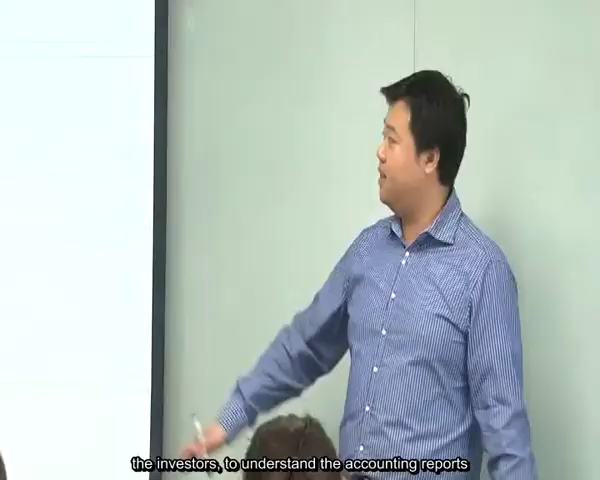 the investors, to understand the accounting reports